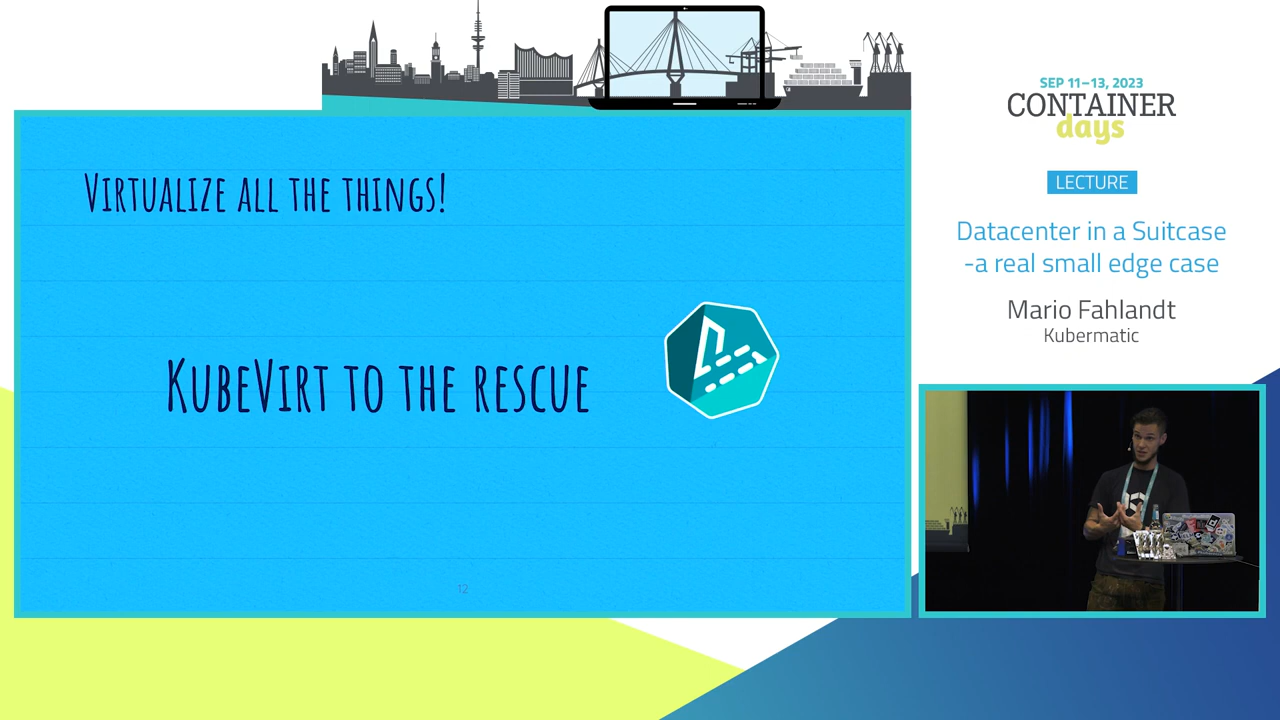 Virtualize all the things!
KubeVirt to the rescue
12
SEP 11–13, 2023
CONTAINER
days
LECTURE
Datacenter in a Suitcase
-a real small edge case
Mario Fahlandt
Kubermatic